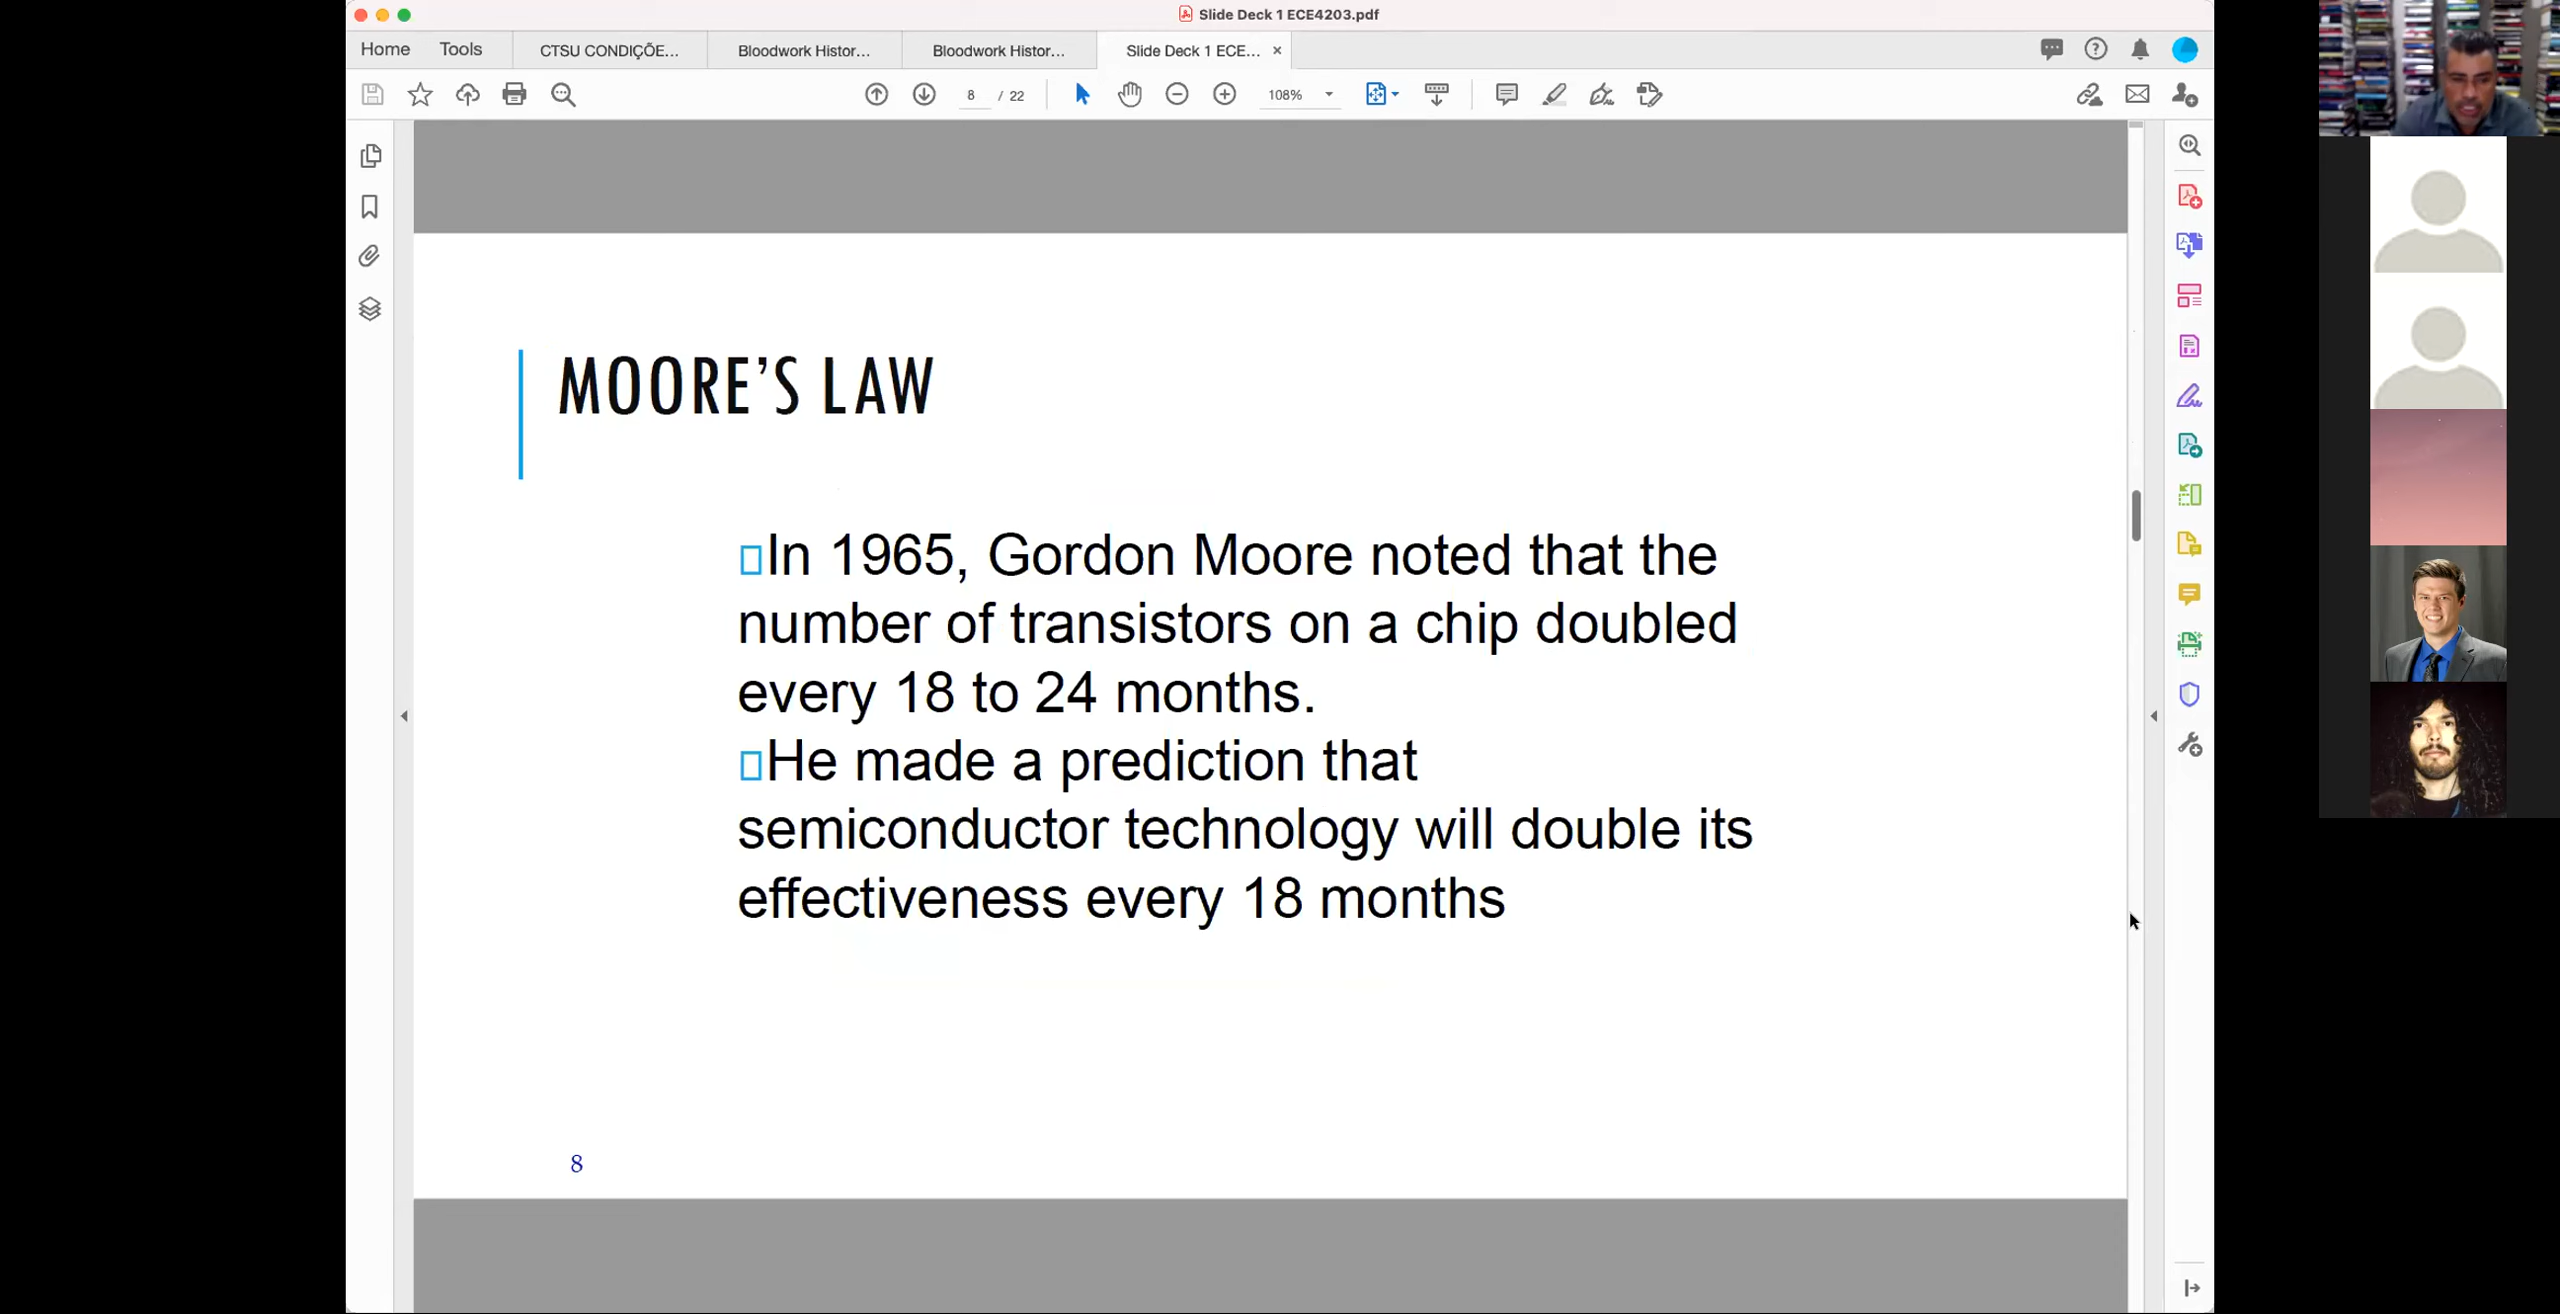 Slide Deck 1 ECE4203.pdf
Home Tools CTSU CONDIÇÕE... Bloodwork Histor... Bloodwork Histor... Slide Deck 1 ECE... ×
8 / 22 108%
MOORE’S LAW
In 1965, Gordon Moore noted that the
number of transistors on a chip doubled
every 18 to 24 months.
He made a prediction that
semiconductor technology will double its
effectiveness every 18 months
8